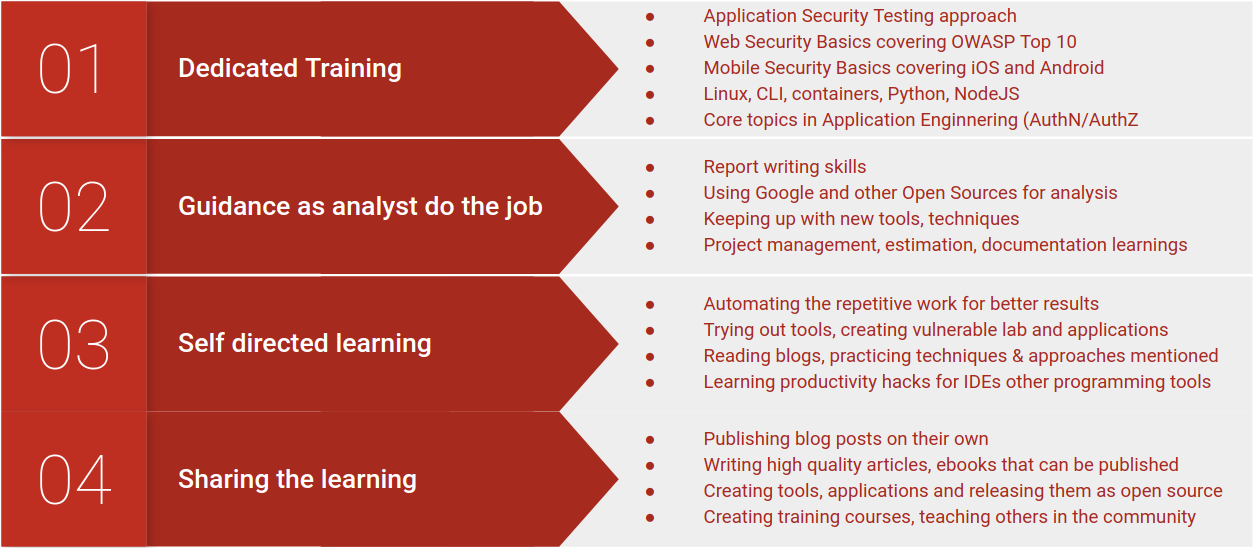 01
Dedicated Training
Application Security Testing approach
Web Security Basics covering OWASP Top 10
Mobile Security Basics covering iOS and Android
Linux, CLI, containers, Python, NodeJS
Core topics in Application Enginnering (AuthN/AuthZ
02
Guidance as analyst do the job
Report writing skills
Using Google and other Open Sources for analysis
Keeping up with new tools, techniques
Project management, estimation, documentation learnings
03
Self directed learning
Automating the repetitive work for better results
Trying out tools, creating vulnerable lab and applications
Reading blogs, practicing techniques & approaches mentioned
Learning productivity hacks for IDEs other programming tools
04
Sharing the learning
Publishing blog posts on their own
Writing high quality articles, ebooks that can be published
Creating tools, applications and releasing them as open source
Creating training courses, teaching others in the community